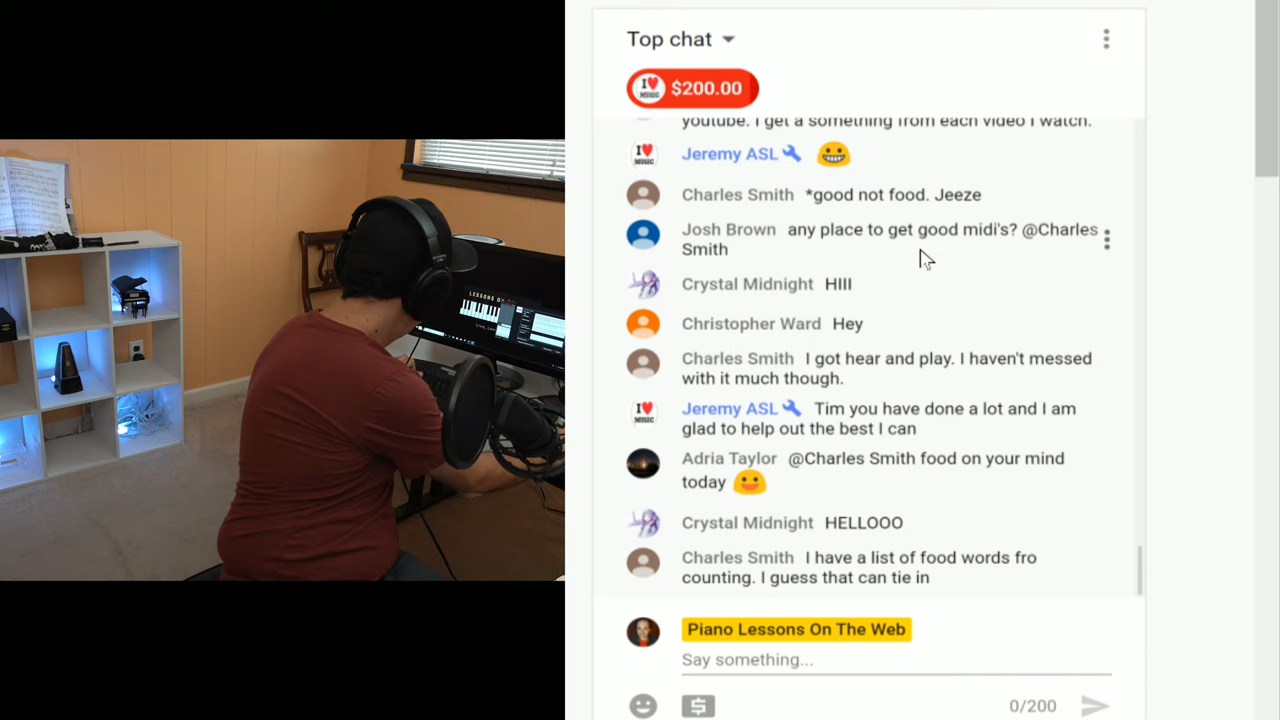 Top chat
I ♥ MUSIC $200.00
youtube. I get a something from each video I watch.
Jeremy ASL
Charles Smith *good not food. Jeeze
Josh Brown any place to get good midi's? @Charles
Smith
Crystal Midnight HIII
Christopher Ward Hey
Charles Smith I got hear and play. I haven't messed
with it much though.
Jeremy ASL Tim you have done a lot and I am
glad to help out the best I can
Adria Taylor @Charles Smith food on your mind
today
Crystal Midnight HELLOOO
Charles Smith I have a list of food words fro
counting. I guess that can tie in
Piano Lessons On The Web
Say something...
0/200